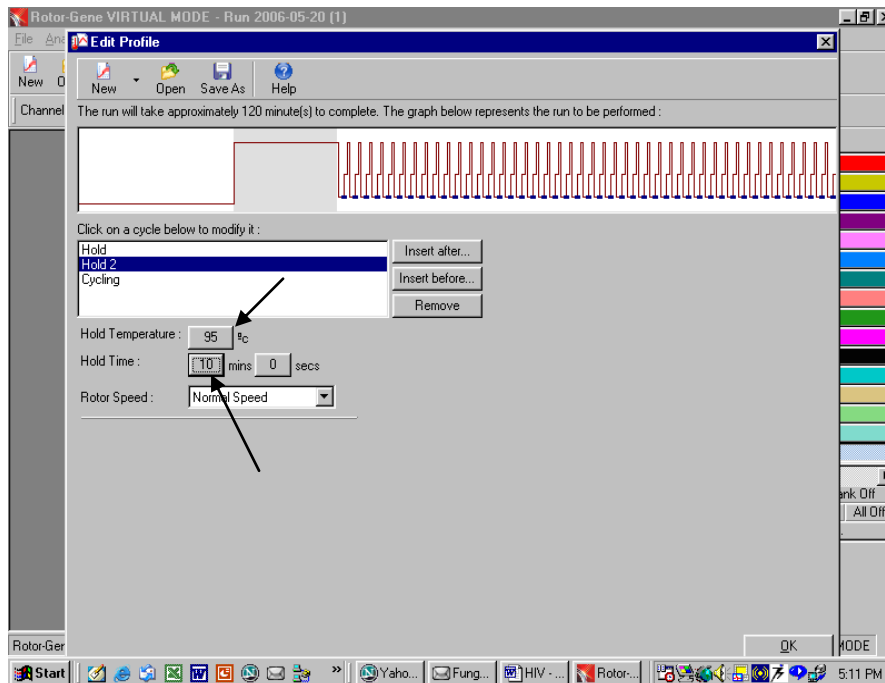 Rotor-Gene VIRTUAL MODE - Run 2006-05-20 (1)
File
Edit Profile
New
New Open Save As Help
Channel
The run will take approximately 120 minute(s) to complete. The graph below represents the run to be performed :
Click on a cycle below to modify it :
Hold
Hold 2
Cycling
Insert after...
Insert before...
Remove
Hold Temperature : 95 ºc
Hold Time : 10 mins 0 secs
Rotor Speed : Normal Speed
ank Off
All Off
OK
Rotor-Ger
MODE
Start
» Yaho... Fung... HIV - ... Rotor-... 5:11 PM